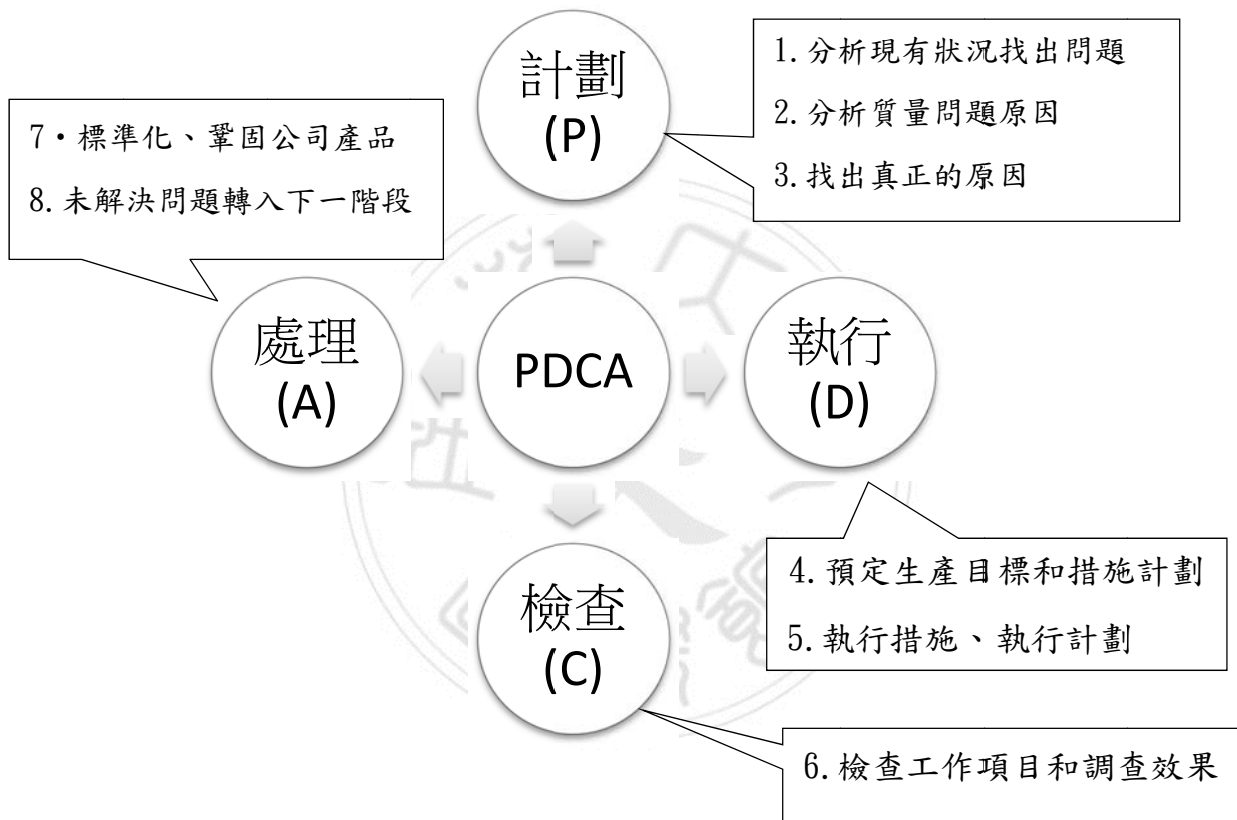 計劃
(P)
1.分析現有狀況找出問題
2.分析質量問題原因
3.找出真正的原因
7·標準化、鞏固公司產品
8.未解決問題轉入下一階段
處理
(A)
PDCA
執行
(D)
4.預定生產目標和措施計劃
5.執行措施、執行計劃
檢查
(C)
6.檢查工作項目和調查效果